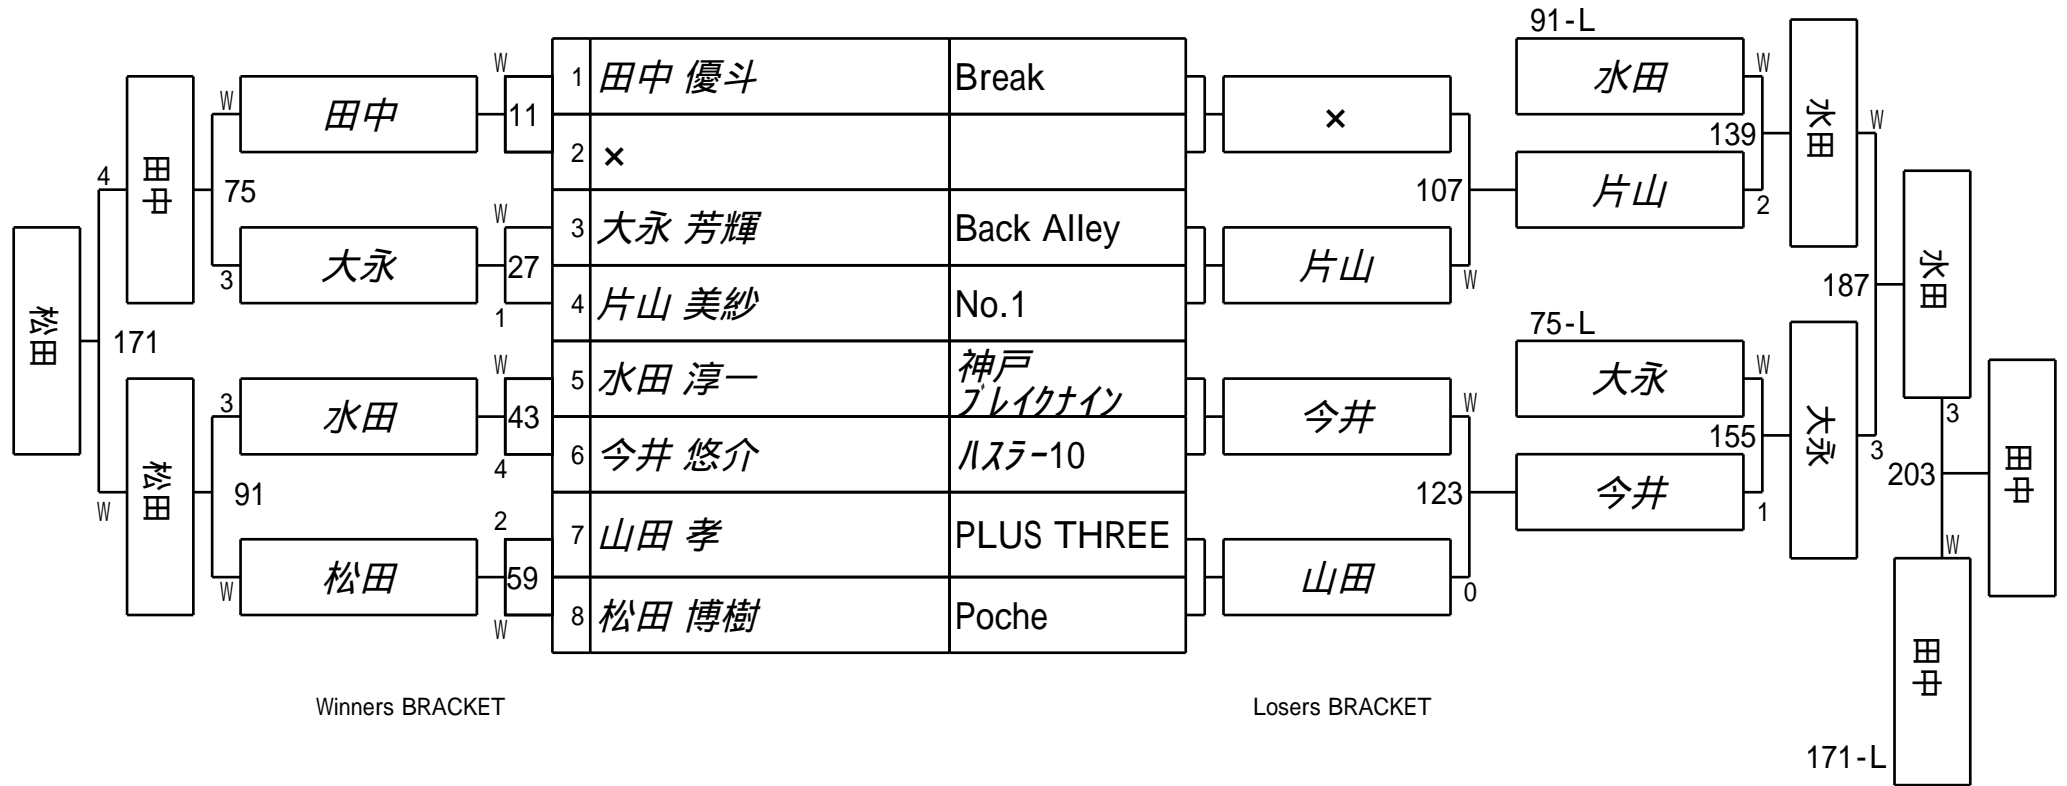 91-L
W
1 田中 優斗 Break
水田
W
W
田中
11
×
水田
W
2 ×
139
4
田中
75
107
片山
2
W
3 大永 芳輝 Back Alley
水田
3
大永
27
片山
W
187
4 片山 美紗 No.1
1
75-L
松田
171
W
5 水田 淳一 神戸
ブレイクナイン
大永
W
3
水田
43
今井
W
3
155
大永
3
田中
4
6 今井 悠介 ハスラー10
203
松田
91
123
今井
1
W
2
7 山田 孝 PLUS THREE
W
松田
59
山田
0
W
8 松田 博樹 Poche
W
田中
Winners BRACKET
Losers BRACKET
171-L